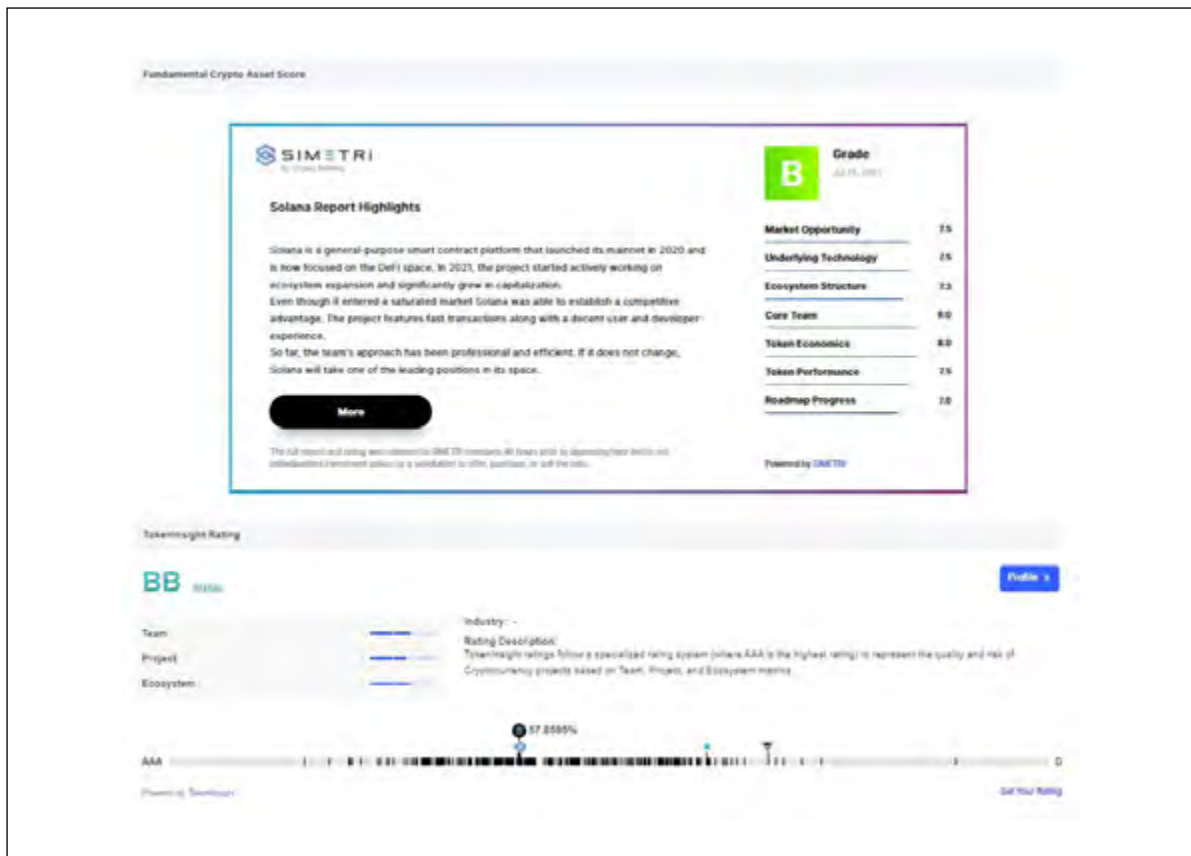 Fundamental Crypto Asset Score
SIMETRI
Grade
B
Solana Report Highlights
Solana is a general-purpose smart contract platform that launched its mainnet in 2020 and
is now focused on the DeFi space. In 2021, the project started actively working on
ecosystem expansion and significantly grew in capitalization.
Even though it entered a saturated market Solana was able to establish a competitive
advantage. The project features fast transactions along with a decent user and developer
experience.
So far, the team's approach has been professional and efficient. If it does not change,
Solana will take one of the leading positions in its space.
More
Market Opportunity 7.5
Underlying Technology 7.5
Ecosystem Structure
Core Team
Token Economics 8.0
Token Performance 7.5
Roadmap Progress 7.0
Powered by SIMETRI
TokenInsight Rating
BB
Profile
Team
Project
Ecosystem
Industry: -
Rating Description:
TokenInsight ratings follow a specialized rating system (where AAA is the highest rating) to represent the quality and risk of
Cryptocurrency projects based on Team, Project, and Ecosystem metrics
AAA
D
Powered by TokenInsight
Get Your Rating